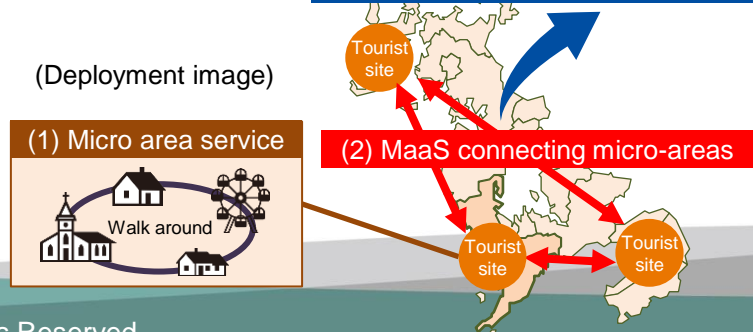 Tourist
site
(Deployment image)
(1) Micro area service
(2) MaaS connecting micro-areas
Walk around
Tourist
site
Tourist
site
Reserved